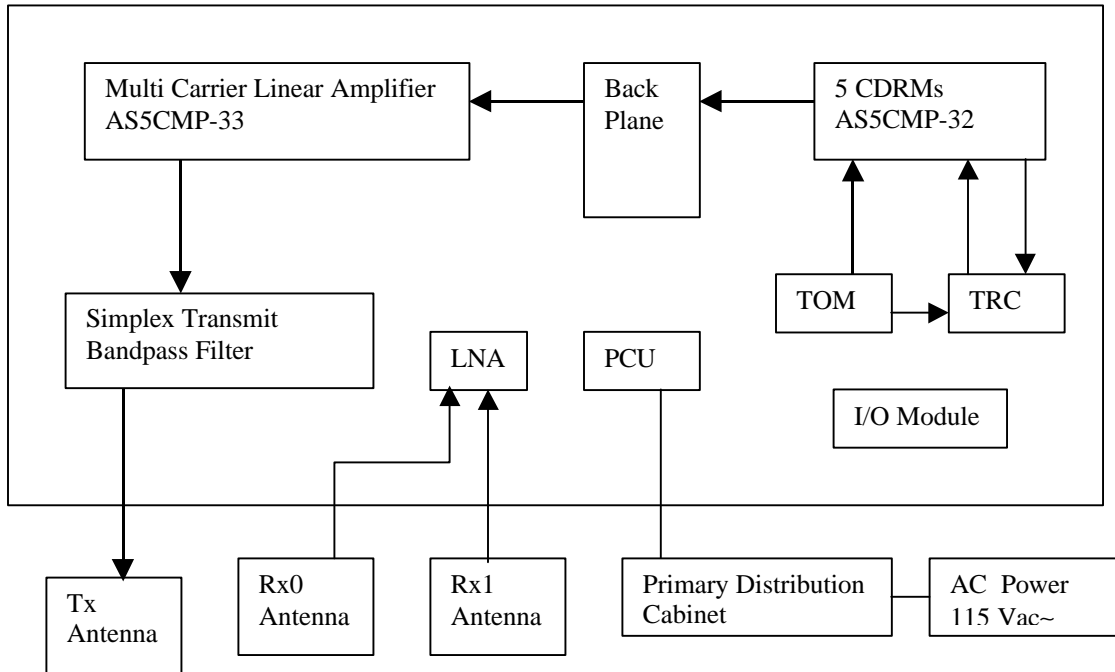 Multi Carrier Linear Amplifier
AS5CMP-33
Back
Plane
5 CDRMs
AS5CMP-32
TOM
TRC
Simplex Transmit
Bandpass Filter
LNA
PCU
I/O Module
Tx
Antenna
Rx0
Antenna
Rx1
Antenna
Primary Distribution
Cabinet
AC Power
115 Vac~